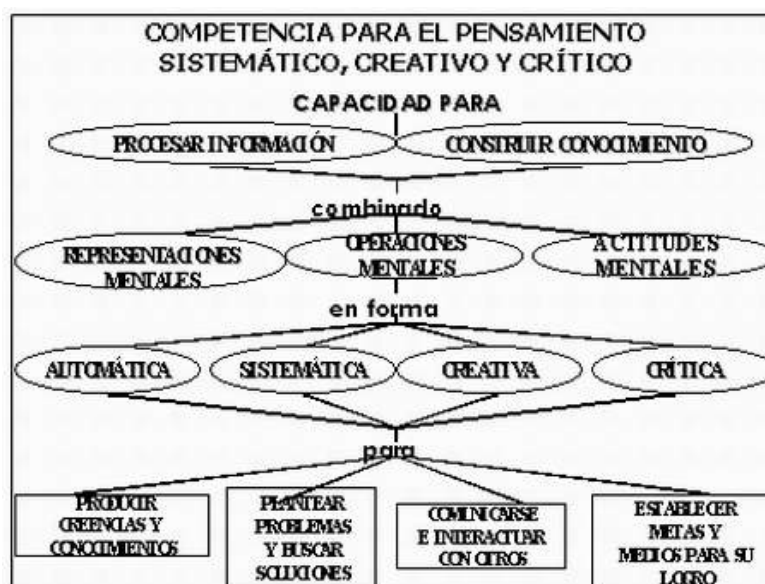 COMPETENCIA PARA EL PENSAMIENTO
SISTEMÁTICO, CREATIVO Y CRÍTICO
CAPACIDAD PARA
PROCESAR INFORMACIÓN
CONSTRUIR CONOCIMIENTO
combinado
REPRESENTACIONES
MENTALES
OPERACIONES
MENTALES
ACTITUDES
MENTALES
en forma
AUTOMÁTICA
SISTEMÁTICA
CREATIVA
CRÍTICA
para
PRODUCIR
CREENCIAS Y
CONOCIMIENTOS
PLANTEAR
PROBLEMAS
Y BUSCAR
SOLUCIONES
COMUNICARSE
E INTERACTUAR
CON OTROS
ESTABLECER
METAS Y
MEDIOS PARA SU
LOGRO